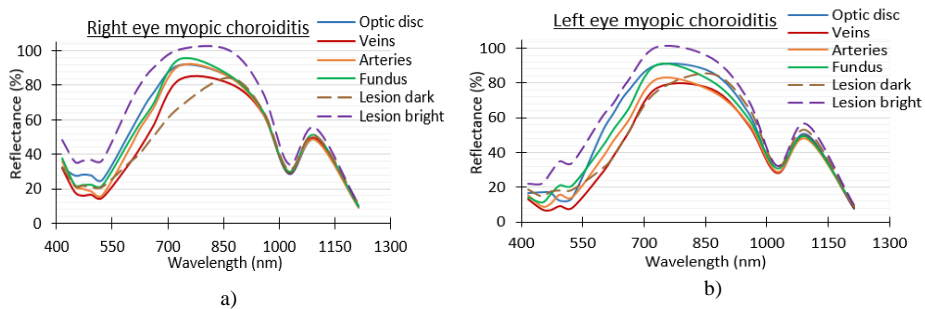 Right eye myopic choroiditis
Optic disc
Veins
Arteries
Fundus
Lesion dark
Lesion bright
Reflectance (%)
100
80
60
40
20
0
400 550 700 850 1000 1150 1300
Wavelength (nm)
a)
Left eye myopic choroiditis
Optic disc
Veins
Arteries
Fundus
Lesion dark
Lesion bright
Reflectance (%)
100
80
60
40
20
0
400 550 700 850 1000 1150 1300
Wavelength (nm)
b)